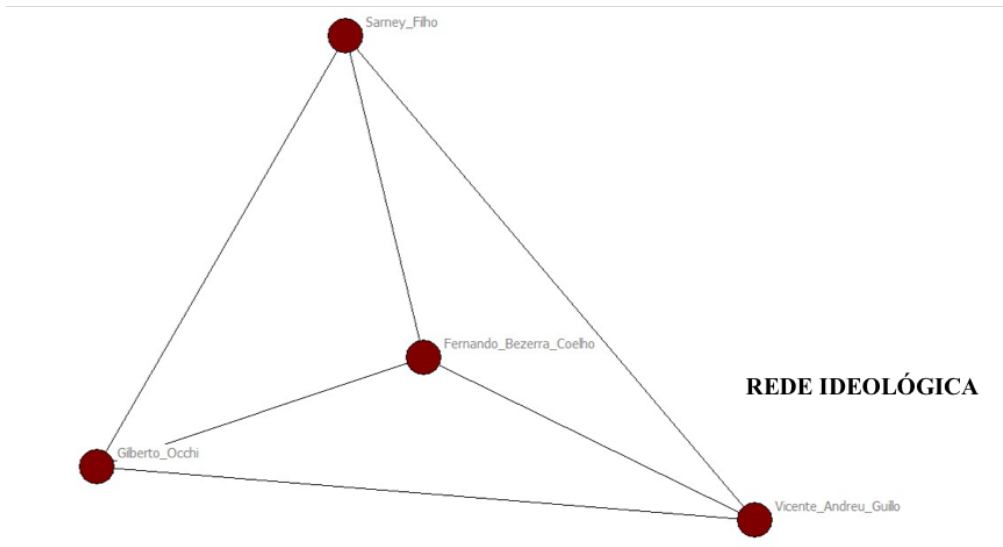 Sarney_Filho
Fernando_Bezerra_Coelho
REDE IDEOLÓGICA
Gilberto_Occhi
Vicente_Andreu_Guillo